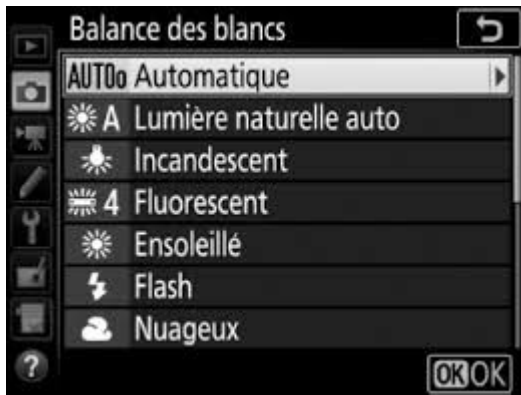 Balance des blancs
AUTO0 Automatique
A Lumière naturelle auto
Incandescent
4 Fluorescent
Ensoleillé
Flash
Nuageux
?
OK OK